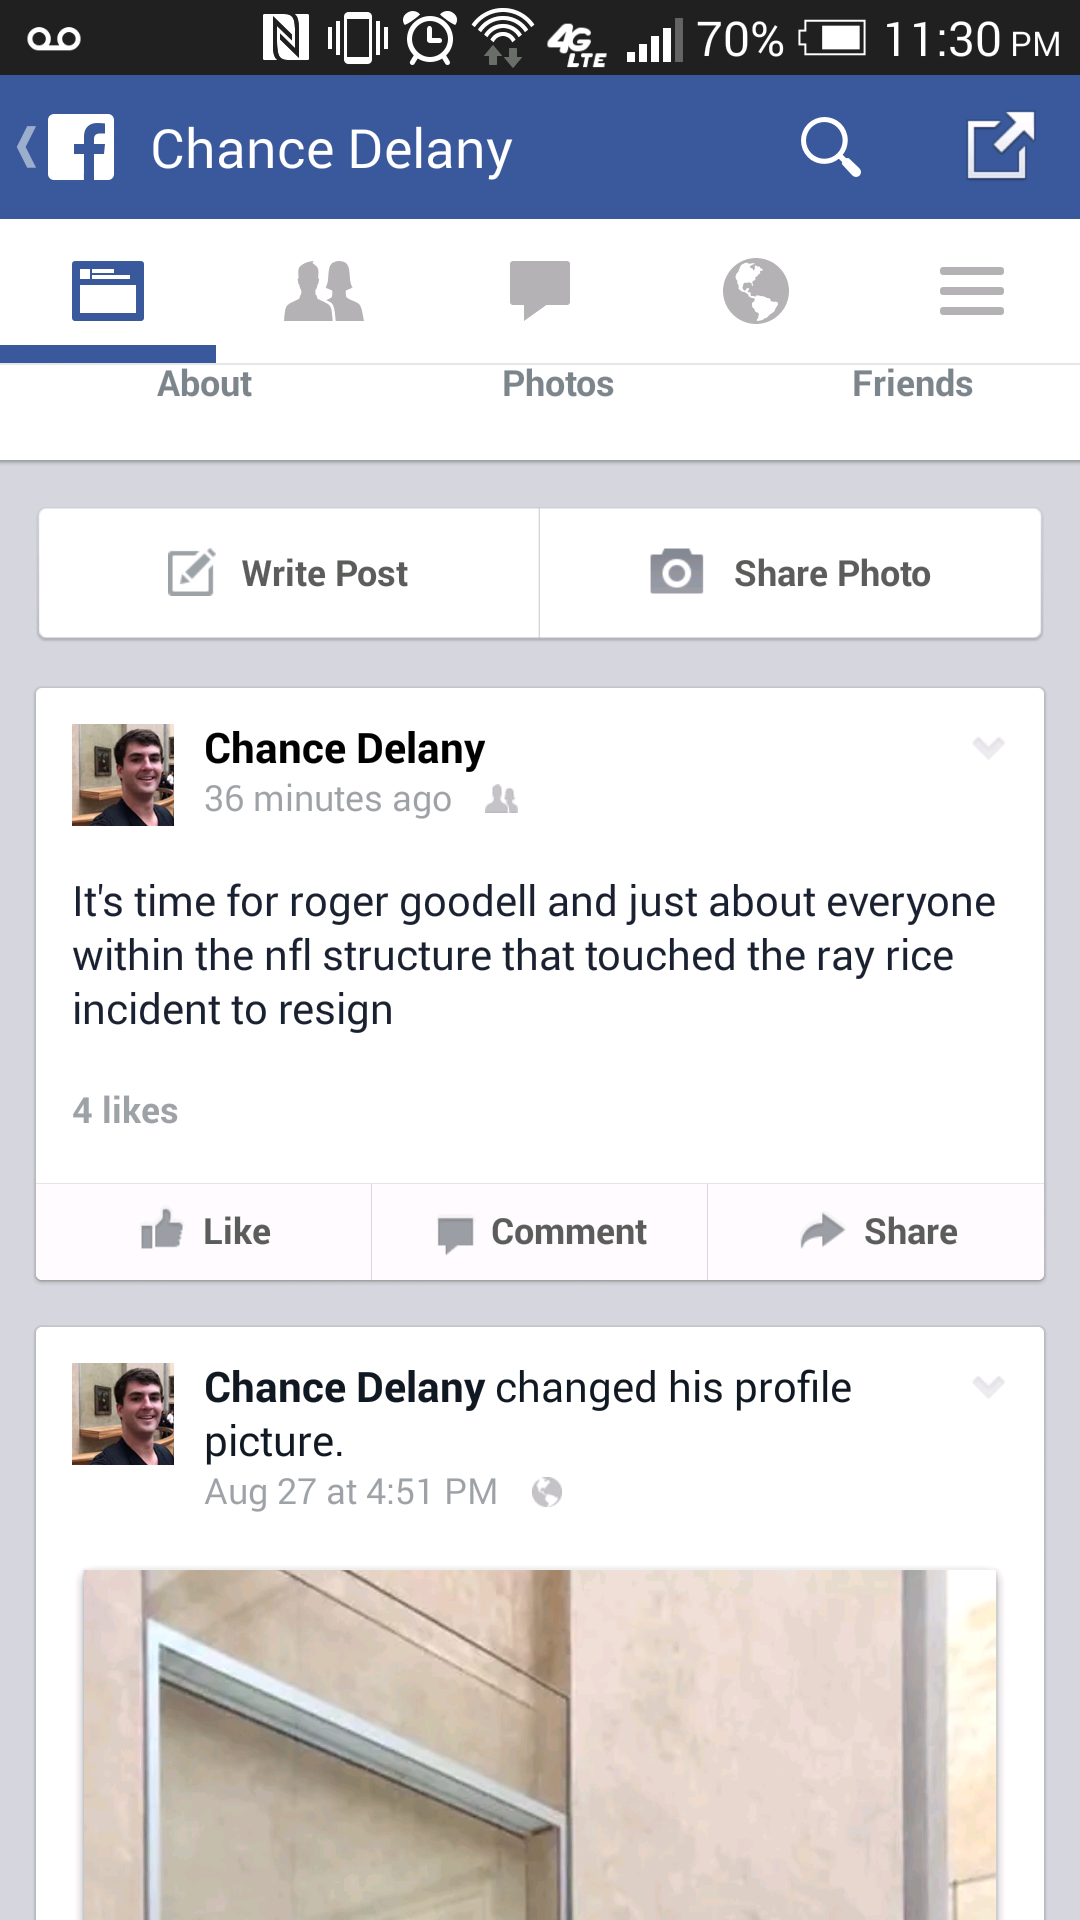 4G LTE 70% 11:30 PM
f Chance Delany
About Photos Friends
Write Post Share Photo
Chance Delany
36 minutes ago
It's time for roger goodell and just about everyone
within the nfl structure that touched the ray rice
incident to resign
4 likes
Like Comment Share
Chance Delany changed his profile
picture.
Aug 27 at 4:51 PM